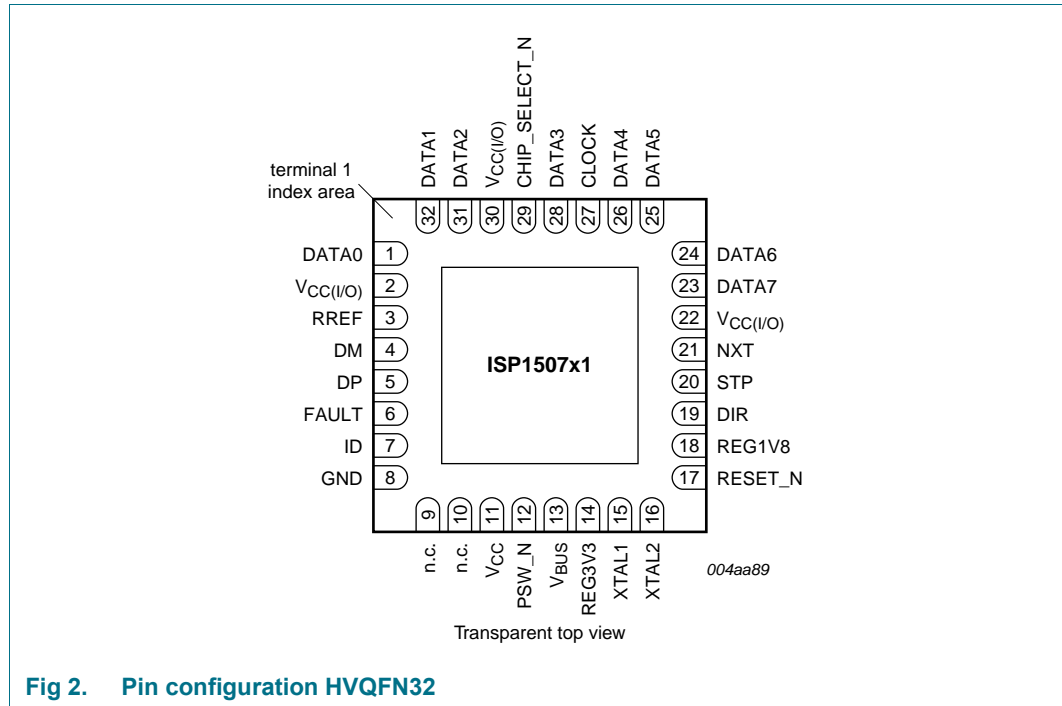 DATA1
DATA2
VCC(I/O)
CHIP_SELECT_N
DATA3
CLOCK
DATA4
DATA5
terminal 1
index area
32 31 30 29 28 27 26 25
DATA0 1
VCC(I/O) 2
RREF 3
DM 4
DP 5
FAULT 6
ID 7
GND 8
ISP1507x1
24 DATA6
23 DATA7
22 VCC(I/O)
21 NXT
20 STP
19 DIR
18 REG1V8
17 RESET_N
9 10 11 12 13 14 15 16
n.c.
n.c.
VCC
PSW_N
VBUS
REG3V3
XTAL1
XTAL2
004aa89
Transparent top view
Fig 2. Pin configuration HVQFN32